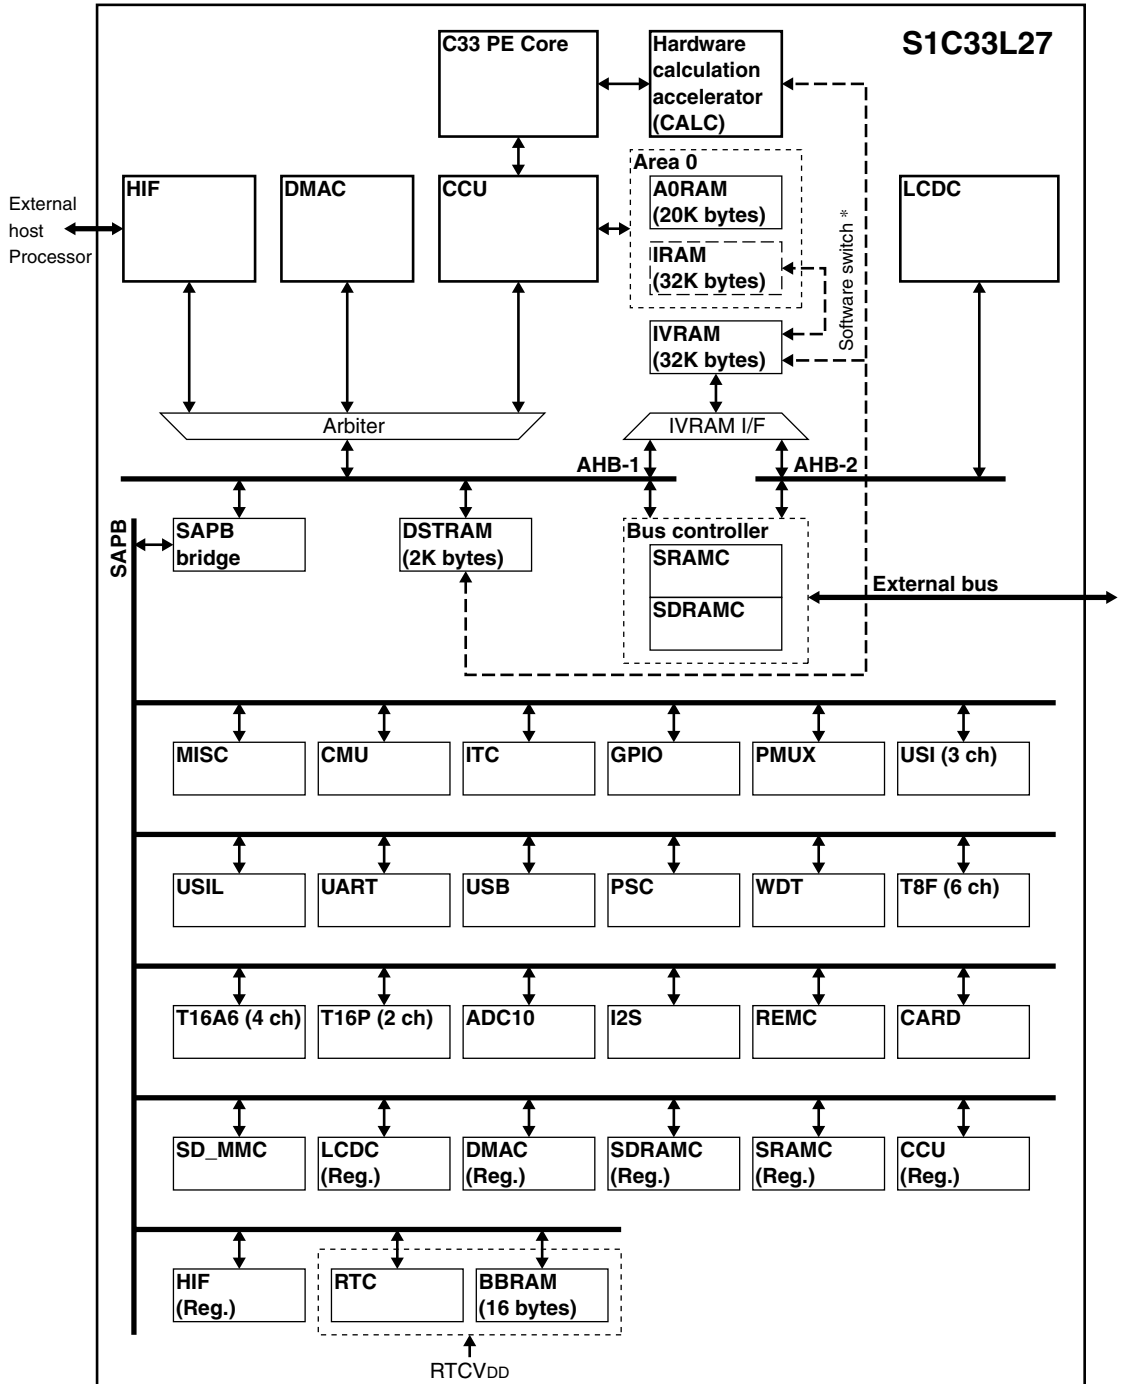 S1C33L27
C33 PE Core
Hardware
calculation
accelerator
(CALC)
External
host
Processor
HIF
DMAC
CCU
Area 0
A0RAM
(20K bytes)
IRAM
(32K bytes)
IVRAM
(32K bytes)
Software switch *
LCDC
Arbiter
IVRAM I/F
AHB-1
AHB-2
SAPB
SAPB
bridge
DSTRAM
(2K bytes)
Bus controller
SRAMC
SDRAMC
External bus
MISC
CMU
ITC
GPIO
PMUX
USI (3 ch)
USIL
UART
USB
PSC
WDT
T8F (6 ch)
T16A6 (4 ch)
T16P (2 ch)
ADC10
I2S
REMC
CARD
SD_MMC
LCDC
(Reg.)
DMAC
(Reg.)
SDRAMC
(Reg.)
SRAMC
(Reg.)
CCU
(Reg.)
HIF
(Reg.)
RTC
BBRAM
(16 bytes)
RTCVDD